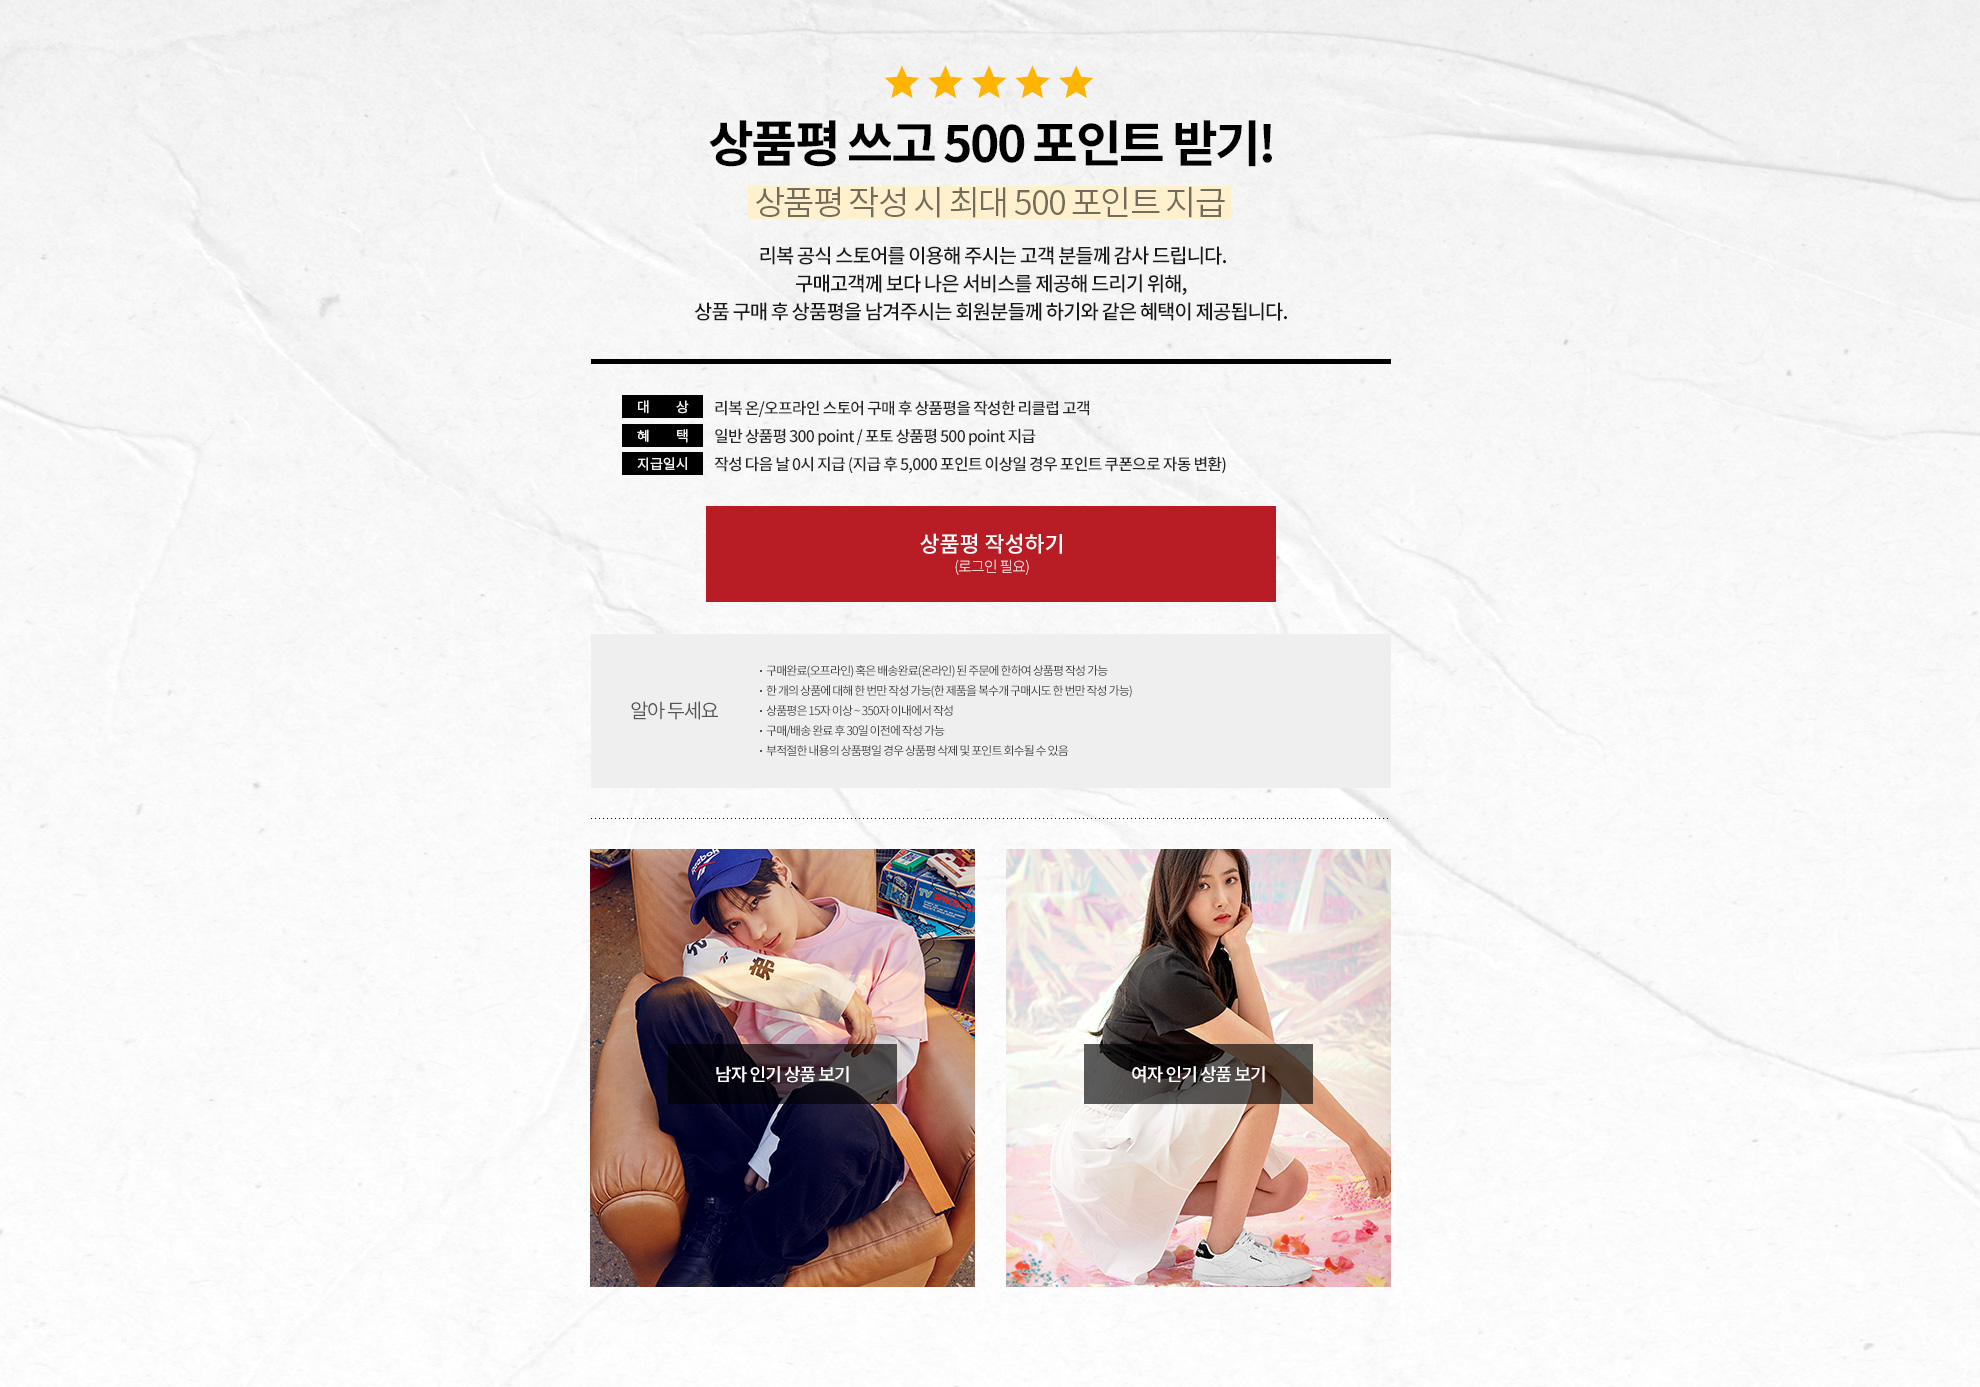 상품평 쓰고 500 포인트 받기!
상품평 작성 시 최대 500 포인트 지급
리복 공식 스토어를 이용해 주시는 고객 분들께 감사 드립니다.
구매고객께 보다 나은 서비스를 제공해 드리기 위해,
상품 구매 후 상품평을 남겨주시는 회원분들께 하기와 같은 혜택이 제공됩니다.
대 상 리복 온/오프라인 스토어 구매 후 상품평을 작성한 리클럽 고객
혜 택 일반 상품평 300 point / 포토 상품평 500 point 지급
지급일시 작성 다음 날 0시 지급 (지급 후 5,000 포인트 이상일 경우 포인트 쿠폰으로 자동 변환)
상품평 작성하기
(로그인 필요)
알아 두세요
· 구매완료(오프라인) 혹은 배송완료(온라인) 된 주문에 한하여 상품평 작성 가능
· 한 개의 상품에 대해 한 번만 작성 가능(한 제품을 복수개 구매시도 한 번만 작성 가능)
· 상품평은 15자 이상 ~ 350자 이내에서 작성
· 구매/배송 완료 후 30일 이전에 작성 가능
· 부적절한 내용의 상품평일 경우 상품평 삭제 및 포인트 회수될 수 있음
Reebok
TV
弟
남자 인기 상품 보기
여자 인기 상품 보기